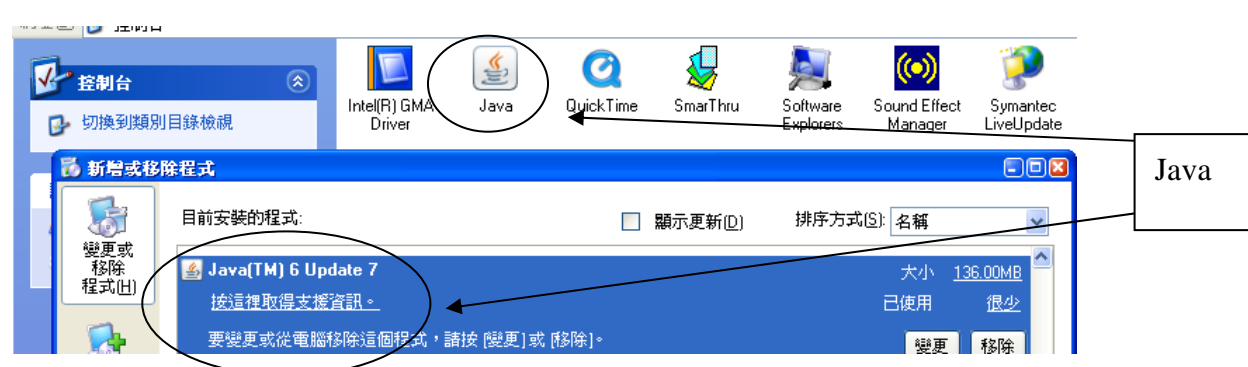 控制台
控制台
切換到類別目錄檢視
Intel(R) GMA Driver
Java
QuickTime
SmarThru
Software Explorers
Sound Effect Manager
Symantec LiveUpdate
Java
新增或移除程式
變更或移除程式(H)
目前安裝的程式:
顯示更新(D)
排序方式(S): 名稱
Java(TM) 6 Update 7
大小 136.00MB
按這裡取得支援資訊。
已使用 很少
要變更或從電腦移除這個程式，請按 [變更] 或 [移除]。
變更 移除